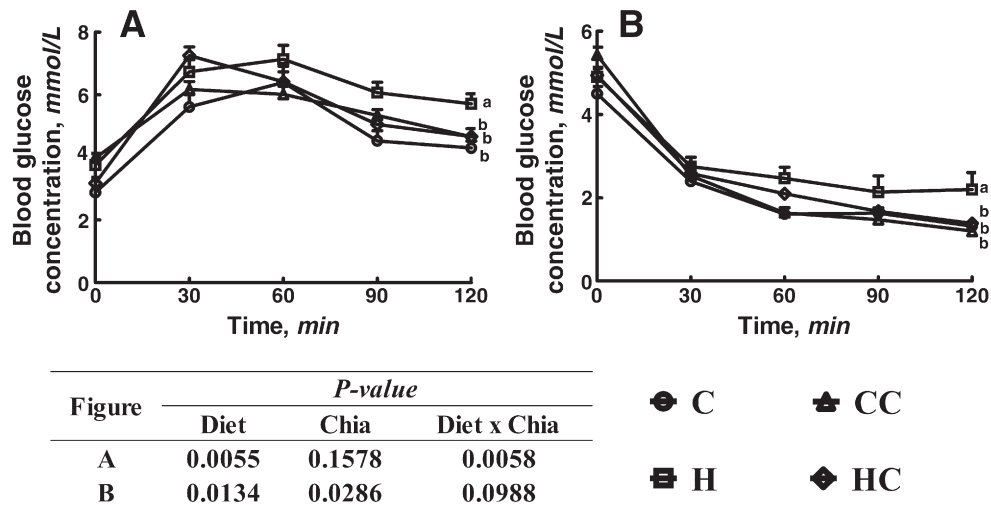 A
Blood glucose
concentration, mmol/L
8
6
4
2
0
0 30 60 90 120
Time, min
a
b
b
b
B
Blood glucose
concentration, mmol/L
6
4
2
0
0 30 60 90 120
Time, min
a
b
b
b
Figure P-value
Diet Chia Diet x Chia
A 0.0055 0.1578 0.0058
B 0.0134 0.0286 0.0988
C CC
H HC